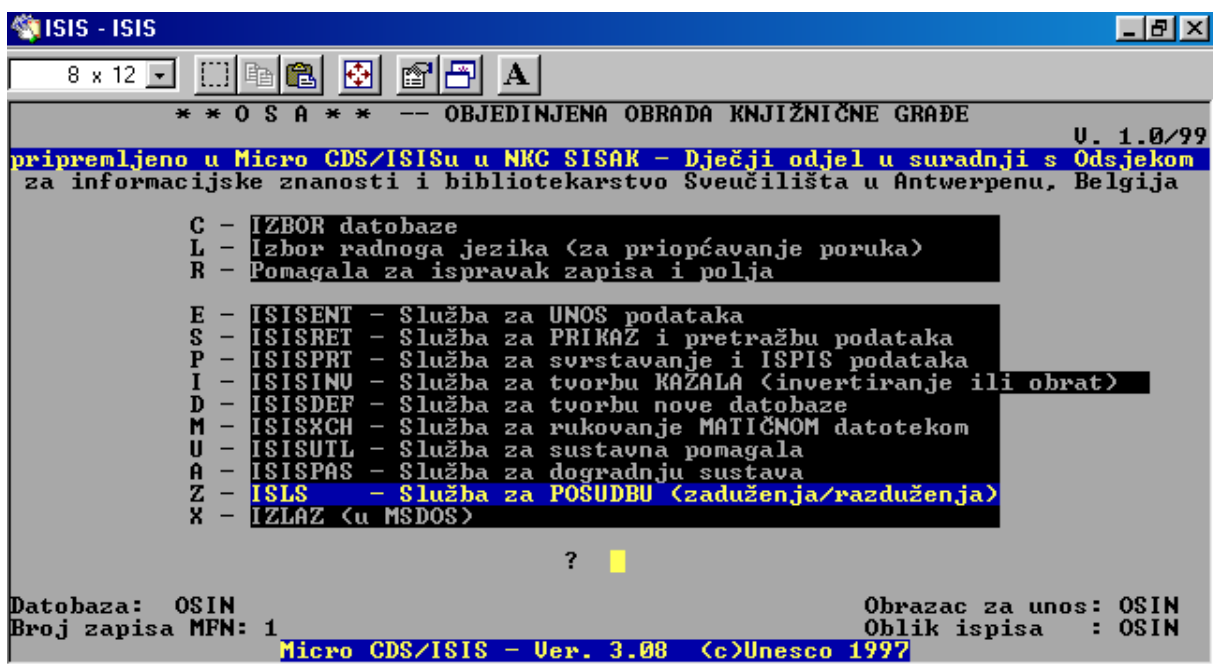 ISIS - ISIS
8 x 12 A
* * O S A * * -- OBJEDINJENA OBRADA KNJIŽNIČNE GRAĐE
V. 1.0/99
pripremljeno u Micro CDS/ISISu u NKC SISAK - Dječji odjel u suradnji s Odsjekom
za informacijske znanosti i bibliotekarstvo Sveučilišta u Antwerpenu, Belgija
C - IZBOR datobaze
L - Izbor radnoga jezika (za priopćavanje poruka)
R - Pomagala za ispravak zapisa i polja
E - ISISENT - Služba za UNOS podataka
S - ISISRET - Služba za PRIKAZ i pretražbu podataka
P - ISISPRT - Služba za svrstavanje i ISPIS podataka
I - ISISINV - Služba za tvorbu KAZALA (invertiranje ili obrat)
D - ISISDEF - Služba za tvorbu nove datobaze
M - ISISXCH - Služba za rukovanje MATIČNOM datotekom
U - ISISUTL - Služba za sustavna pomagala
A - ISISPAS - Služba za dogradnju sustava
Z - ISLS - Služba za POSUDBU (zaduženja/razduženja)
X - IZLAZ (u MSDOS)
?
Datobaza: OSIN Obrazac za unos: OSIN
Broj zapisa MFN: 1 Oblik ispisa : OSIN
Micro CDS/ISIS - Ver. 3.08 (c)Unesco 1997